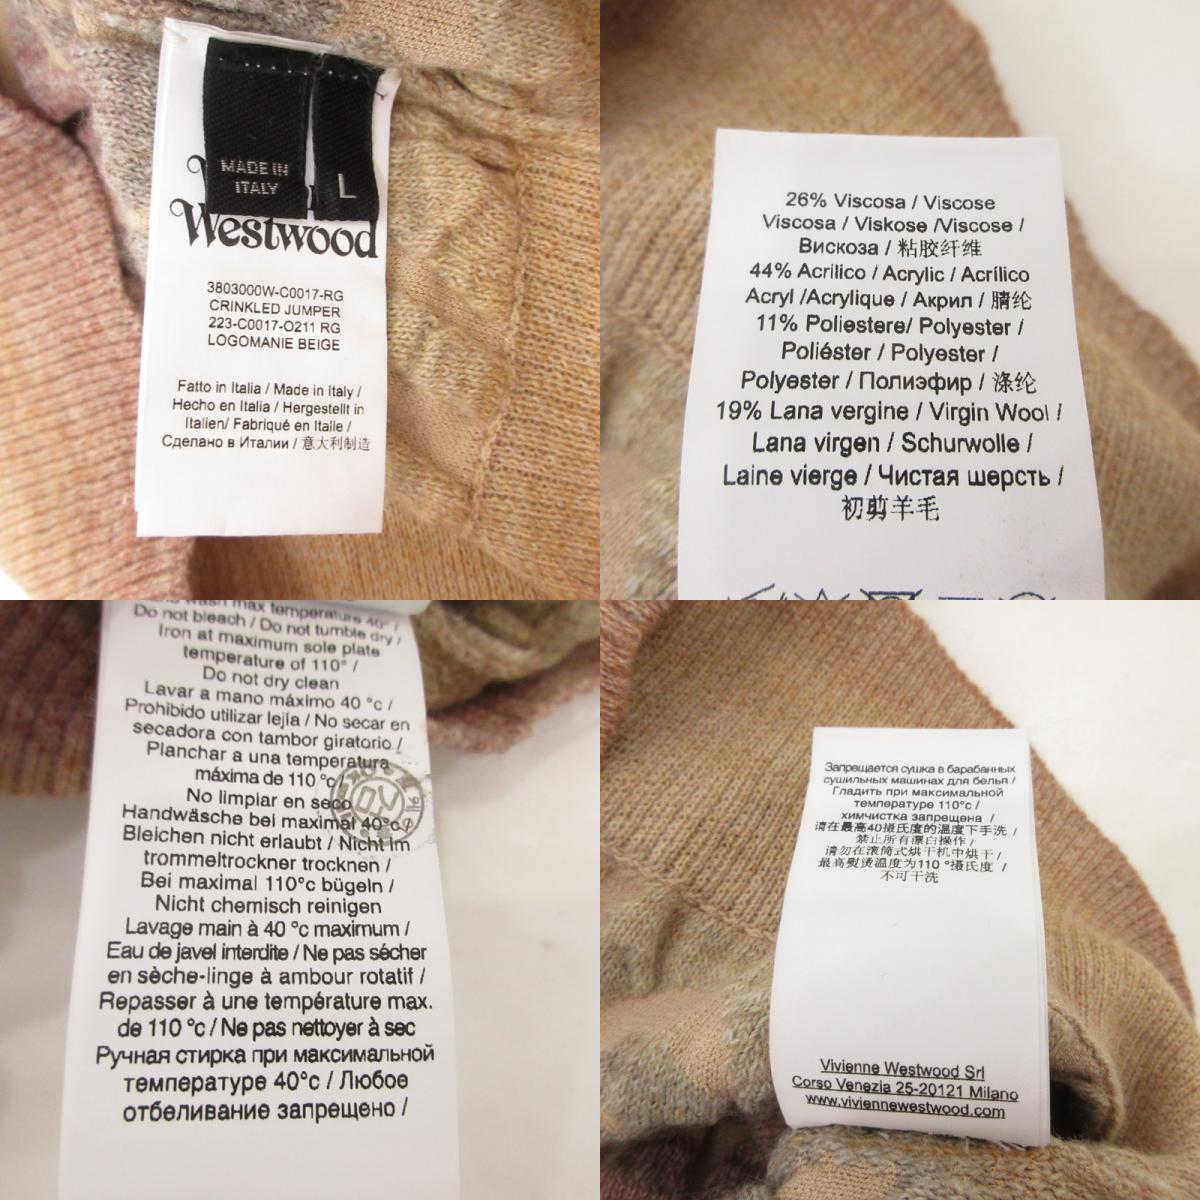 MADE IN
ITALY
L
Westwood
3803000W-C0017-RG
CRINKLED JUMPER
223-C0017-O211 RG
LOGOMANIE BEIGE
Fatto in Italia / Made in Italy /
Hecho en Italia / Hergestellt in
Italien/ Fabriqué en Italie /
Сделано в Италии / 意大利制造
26% Viscosa / Viscose
Viscosa / Viskose /Viscose /
Вискоза / 粘胶纤维
44% Acrilico / Acrylic / Acrílico
Acryl /Acrylique / Акрил / 腈纶
11% Poliestere/ Polyester /
Poliéster / Polyester /
Polyester / Полиэфир / 涤纶
19% Lana vergine / Virgin Wool /
Lana virgen / Schurwolle /
Laine vierge / Чистая шерсть /
初剪羊毛
wash max temperature 40° /
Do not bleach / Do not tumble dry /
Iron at maximum sole plate
temperature of 110° /
Do not dry clean
Lavar a mano máximo 40 °c /
Prohibido utilizar lejía / No secar en
secadora con tambor giratorio /
Planchar a una temperatura
máxima de 110 °c/
No limpiar en seco
Handwäsche bei maximal 40°c /
Bleichen nicht erlaubt / Nicht im
trommeltrockner trocknen /
Bei maximal 110°c bügeln /
Nicht chemisch reinigen
Lavage main à 40 °c maximum /
Eau de javel interdite / Ne pas sécher
en sèche-linge à ambour rotatif /
Repasser à une température max.
de 110 °c / Ne pas nettoyer à sec
Ручная стирка при максимальной
температуре 40°c / Любое
отбеливание запрещено /
Запрещается сушка в барабанных
сушильных машинах для белья /
Гладить при максимальной
температуре 110°c /
химчистка запрещена /
请在最高40摄氏度的温度下手洗 /
禁止所有漂白操作 /
请勿在滚筒式烘干机中烘干 /
最高熨烫温度为110 °摄氏度 /
不可干洗
Vivienne Westwood Srl
Corso Venezia 25-20121 Milano
www.viviennewestwood.com